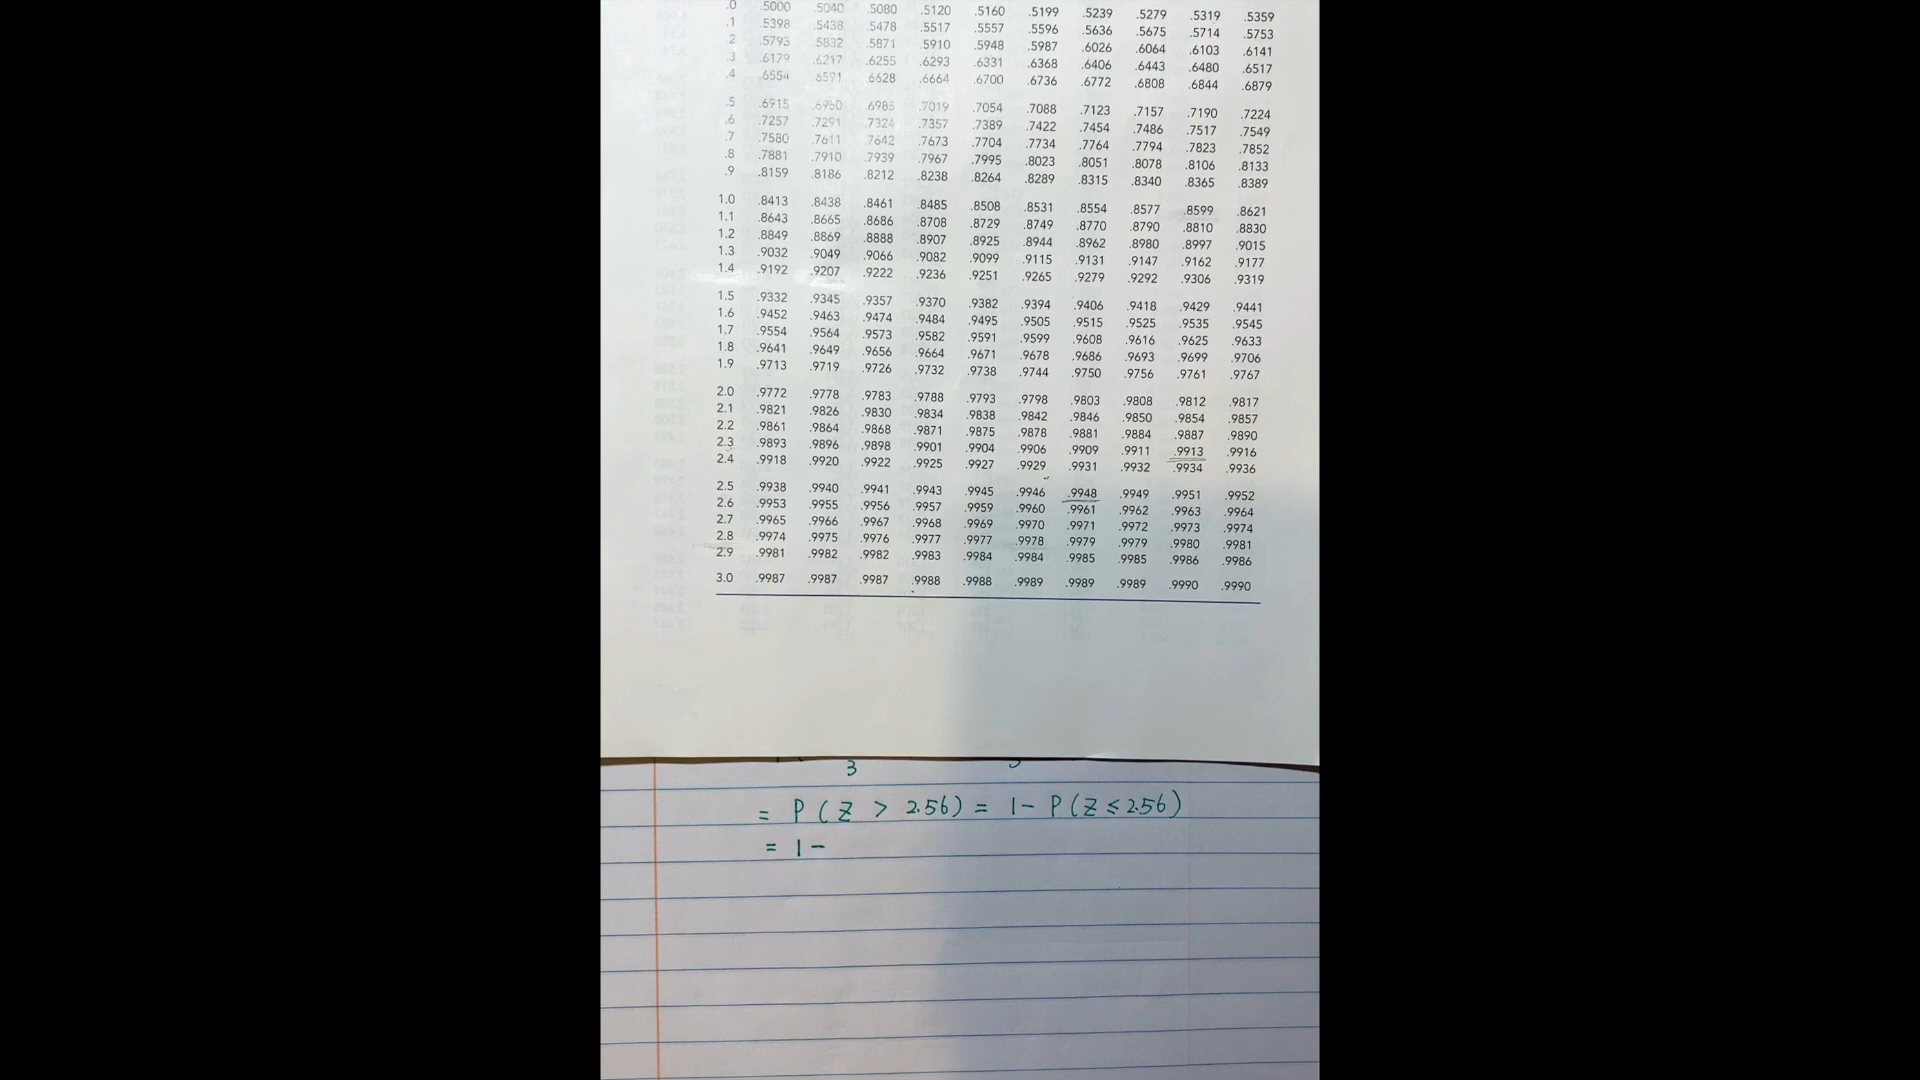 .0 .5000 .5040 .5080 .5120 .5160 .5199 .5239 .5279 .5319 .5359
.1 .5398 .5438 .5478 .5517 .5557 .5596 .5636 .5675 .5714 .5753
.2 .5793 .5832 .5871 .5910 .5948 .5987 .6026 .6064 .6103 .6141
.3 .6179 .6217 .6255 .6293 .6331 .6368 .6406 .6443 .6480 .6517
.4 .6554 .6591 .6628 .6664 .6700 .6736 .6772 .6808 .6844 .6879
.5 .6915 .6950 .6985 .7019 .7054 .7088 .7123 .7157 .7190 .7224
.6 .7257 .7291 .7324 .7357 .7389 .7422 .7454 .7486 .7517 .7549
.7 .7580 .7611 .7642 .7673 .7704 .7734 .7764 .7794 .7823 .7852
.8 .7881 .7910 .7939 .7967 .7995 .8023 .8051 .8078 .8106 .8133
.9 .8159 .8186 .8212 .8238 .8264 .8289 .8315 .8340 .8365 .8389
1.0 .8413 .8438 .8461 .8485 .8508 .8531 .8554 .8577 .8599 .8621
1.1 .8643 .8665 .8686 .8708 .8729 .8749 .8770 .8790 .8810 .8830
1.2 .8849 .8869 .8888 .8907 .8925 .8944 .8962 .8980 .8997 .9015
1.3 .9032 .9049 .9066 .9082 .9099 .9115 .9131 .9147 .9162 .9177
1.4 .9192 .9207 .9222 .9236 .9251 .9265 .9279 .9292 .9306 .9319
1.5 .9332 .9345 .9357 .9370 .9382 .9394 .9406 .9418 .9429 .9441
1.6 .9452 .9463 .9474 .9484 .9495 .9505 .9515 .9525 .9535 .9545
1.7 .9554 .9564 .9573 .9582 .9591 .9599 .9608 .9616 .9625 .9633
1.8 .9641 .9649 .9656 .9664 .9671 .9678 .9686 .9693 .9699 .9706
1.9 .9713 .9719 .9726 .9732 .9738 .9744 .9750 .9756 .9761 .9767
2.0 .9772 .9778 .9783 .9788 .9793 .9798 .9803 .9808 .9812 .9817
2.1 .9821 .9826 .9830 .9834 .9838 .9842 .9846 .9850 .9854 .9857
2.2 .9861 .9864 .9868 .9871 .9875 .9878 .9881 .9884 .9887 .9890
2.3 .9893 .9896 .9898 .9901 .9904 .9906 .9909 .9911 .9913 .9916
2.4 .9918 .9920 .9922 .9925 .9927 .9929 .9931 .9932 .9934 .9936
2.5 .9938 .9940 .9941 .9943 .9945 .9946 .9948 .9949 .9951 .9952
2.6 .9953 .9955 .9956 .9957 .9959 .9960 .9961 .9962 .9963 .9964
2.7 .9965 .9966 .9967 .9968 .9969 .9970 .9971 .9972 .9973 .9974
2.8 .9974 .9975 .9976 .9977 .9977 .9978 .9979 .9979 .9980 .9981
2.9 .9981 .9982 .9982 .9983 .9984 .9984 .9985 .9985 .9986 .9986
3.0 .9987 .9987 .9987 .9988 .9988 .9989 .9989 .9989 .9990 .9990
3
= P(Z > 2.56) = 1- P(Z ≤ 2.56)
= 1-